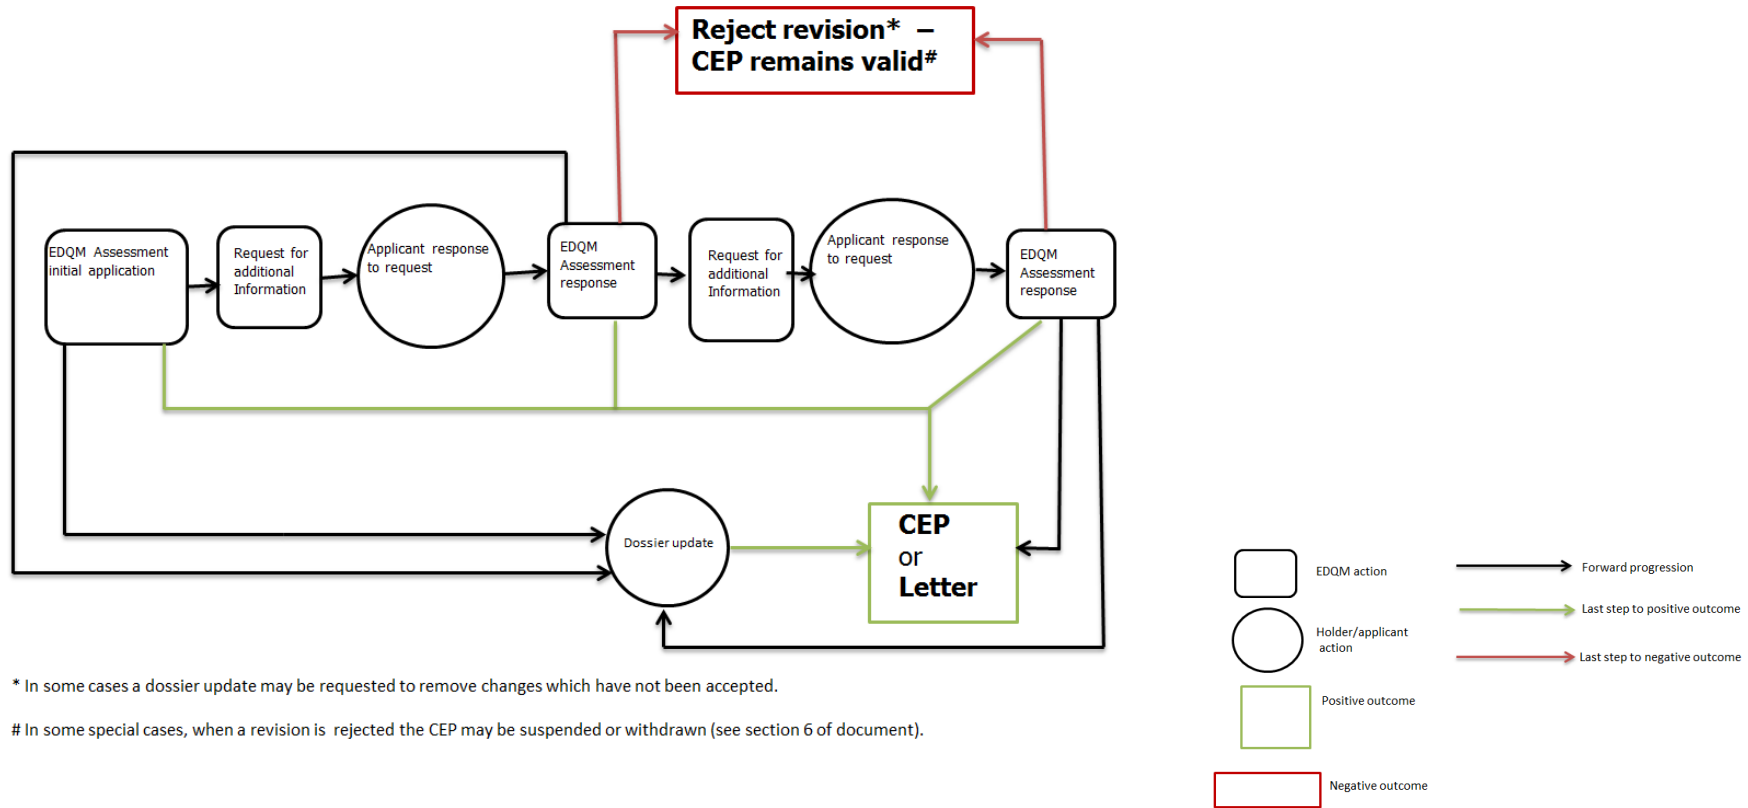 Reject revision* –
CEP remains valid#
EDQM Assessment
initial application
Request for
additional
Information
Applicant response
to request
EDQM
Assessment
response
Request for
additional
Information
Applicant response
to request
EDQM
Assessment
response
Dossier update
CEP
or
Letter
EDQM action
Forward progression
Last step to positive outcome
Holder/applicant
action
Last step to negative outcome
Positive outcome
Negative outcome
* In some cases a dossier update may be requested to remove changes which have not been accepted.
# In some special cases, when a revision is rejected the CEP may be suspended or withdrawn (see section 6 of document).